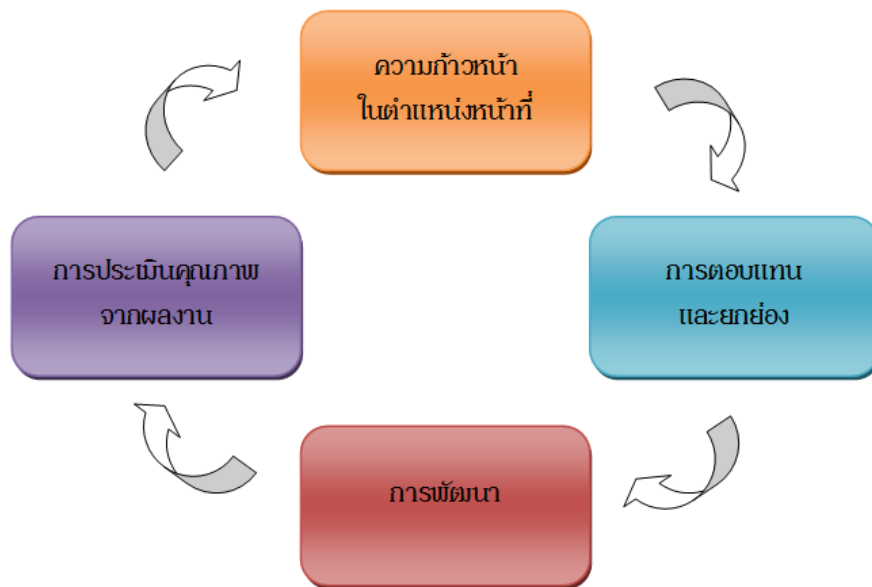 ความก้าวหน้า
ในตำแหน่งหน้าที่
การตอบแทน
และยกย่อง
การพัฒนา
การประเมินคุณภาพ
จากผลงาน